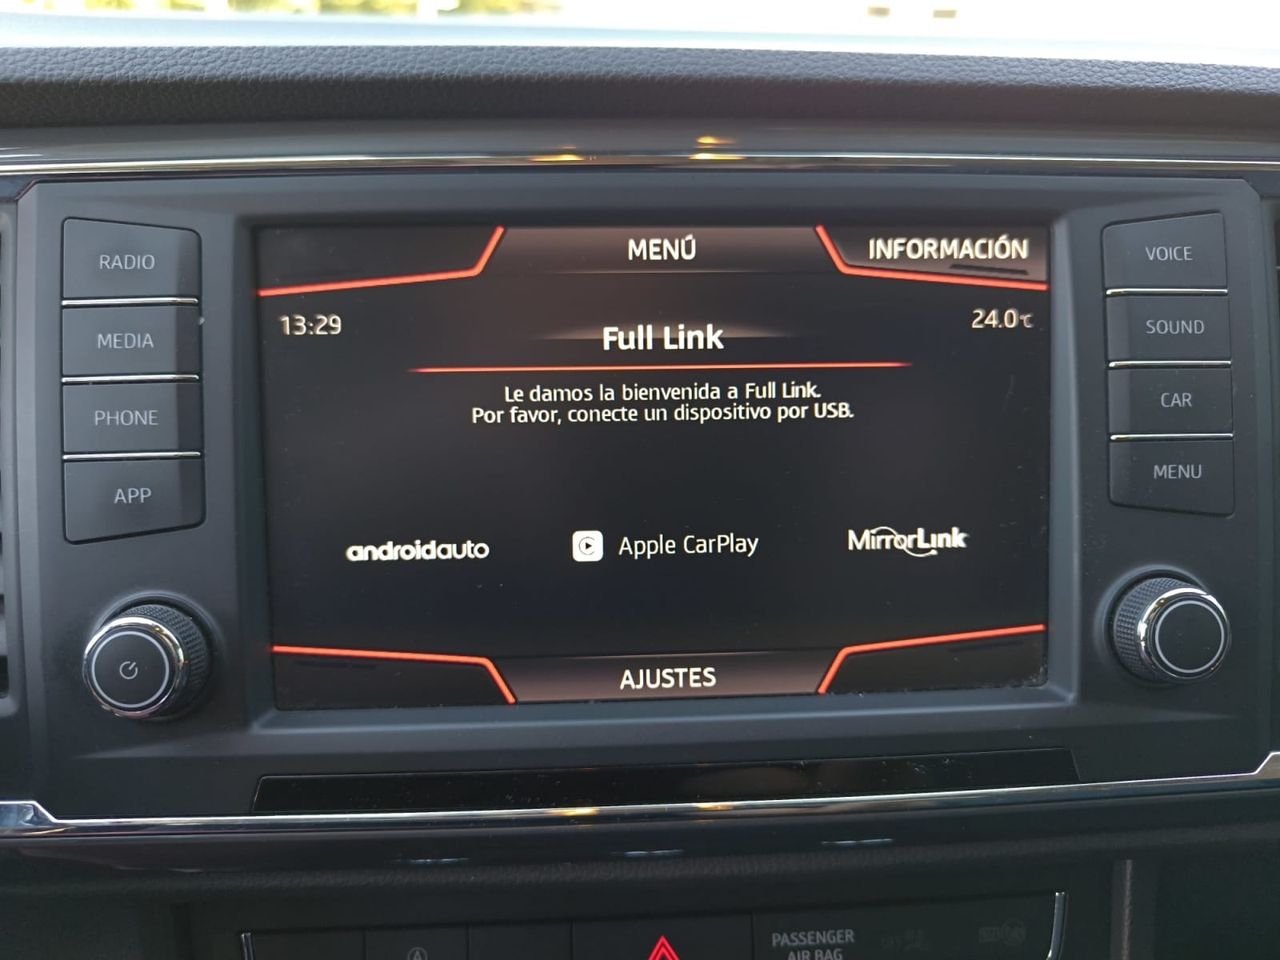 MENÚ
INFORMACIÓN
RADIO
VOICE
13:29
24.0°C
Full Link
MEDIA
SOUND
Le damos la bienvenida a Full Link.
Por favor, conecte un dispositivo por USB.
PHONE
CAR
APP
MENU
androidauto
Apple CarPlay
MirrorLink
AJUSTES
PASSENGER
AIR BAG